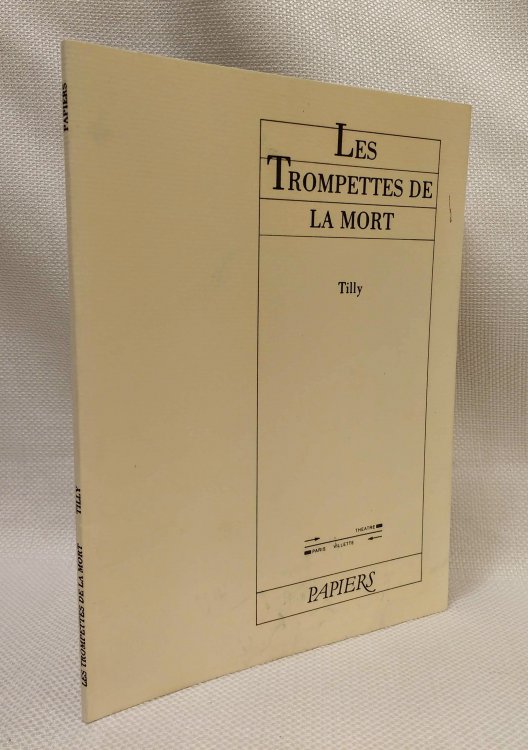 LES
TROMPETTES DE
LA MORT
Tilly
THEATRE
PARIS VILLETTE
PAPIERS
PAPIERS
LES TROMPETTES DE LA MORT TILLY